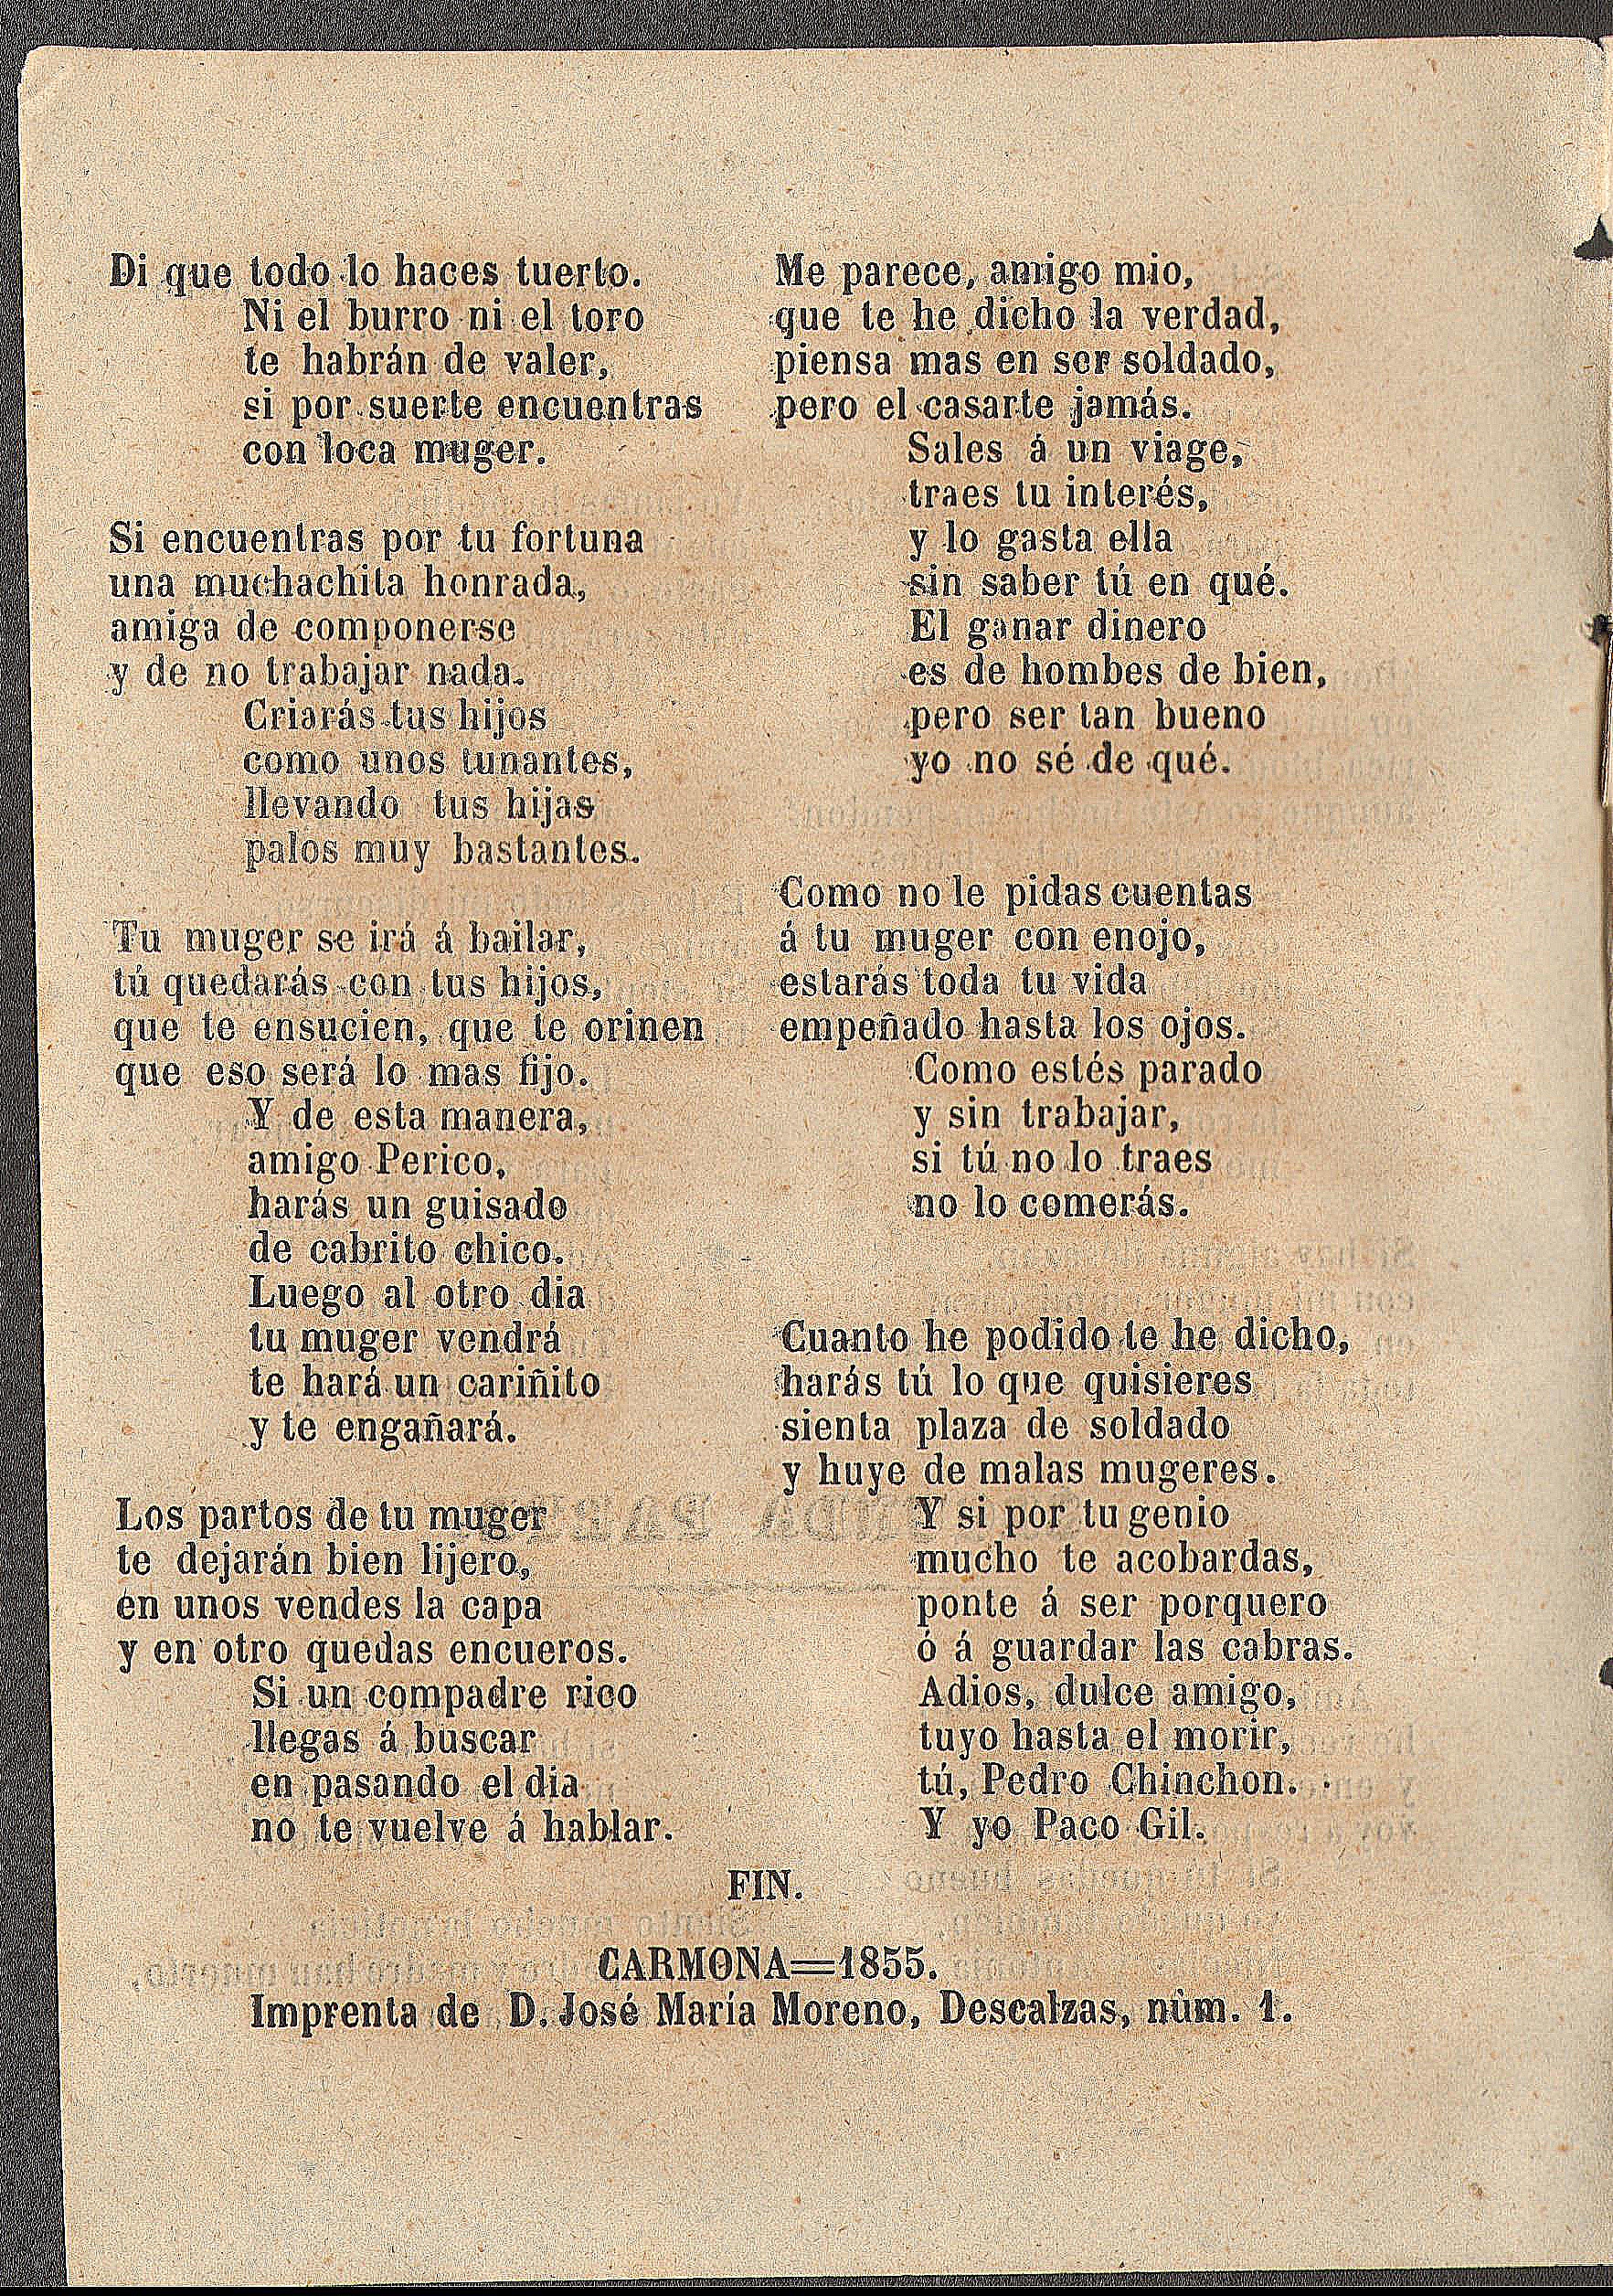 Di que todo lo haces tuerto.
Ni el burro ni el toro
te habrán de valer,
si por suerte encuentras
con loca muger.
Si encuentras por tu fortuna
una muchachita honrada,
amiga de componerse
y de no trabajar nada.
Criarás tus hijos
como unos tunantes,
llevando tus hijas
palos muy bastantes.
Tu muger se irá á bailar,
tú quedarás con tus hijos,
que te ensucien, que te orinen
que eso será lo mas fijo.
Y de esta manera,
amigo Perico,
harás un guisado
de cabrito chico.
Luego al otro dia
tu muger vendrá
te hará un cariñito
y te engañará.
Los partos de tu muger
te dejarán bien lijero,
en unos vendes la capa
y en otro quedas encueros.
Si un compadre rico
llegas á buscar
en pasando el dia
no te vuelve á hablar.
Me parece, amigo mio,
que te he dicho la verdad,
piensa mas en ser soldado,
pero el casarte jamás.
Sales á un viage,
traes tu interés,
y lo gasta ella
sin saber tú en qué.
El ganar dinero
es de hombes de bien,
pero ser tan bueno
yo no sé de qué.
Como no le pidas cuentas
á tu muger con enojo,
estarás toda tu vida
empeñado hasta los ojos.
Como estés parado
y sin trabajar,
si tú no lo traes
no lo comerás.
Cuanto he podido te he dicho,
harás tú lo que quisieres
sienta plaza de soldado
y huye de malas mugeres.
Y si por tu genio
mucho te acobardas,
ponte á ser porquero
ó á guardar las cabras.
Adios, dulce amigo,
tuyo hasta el morir,
tú, Pedro Chinchon.
Y yo Paco Gil.
FIN.
CARMONA=1855.
Imprenta de D. José María Moreno, Descalzas, nùm. 1.